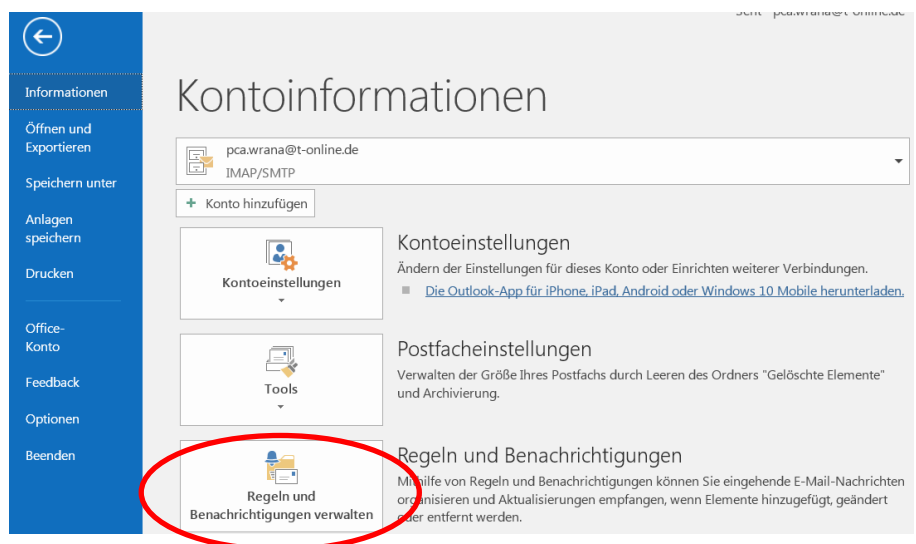 Informationen
Öffnen und
Exportieren
Speichern unter
Anlagen
speichern
Drucken
Office-
Konto
Feedback
Optionen
Beenden
pca.wrana@t-online.de
Kontoinformationen
pca.wrana@t-online.de
IMAP/SMTP
+ Konto hinzufügen
Kontoeinstellungen
Kontoeinstellungen
Ändern der Einstellungen für dieses Konto oder Einrichten weiterer Verbindungen.
Die Outlook-App für iPhone, iPad, Android oder Windows 10 Mobile herunterladen.
Tools
Postfacheinstellungen
Verwalten der Größe Ihres Postfachs durch Leeren des Ordners "Gelöschte Elemente"
und Archivierung.
Regeln und
Benachrichtigungen verwalten
Regeln und Benachrichtigungen
Mithilfe von Regeln und Benachrichtigungen können Sie eingehende E-Mail-Nachrichten
organisieren und Aktualisierungen empfangen, wenn Elemente hinzugefügt, geändert
oder entfernt werden.